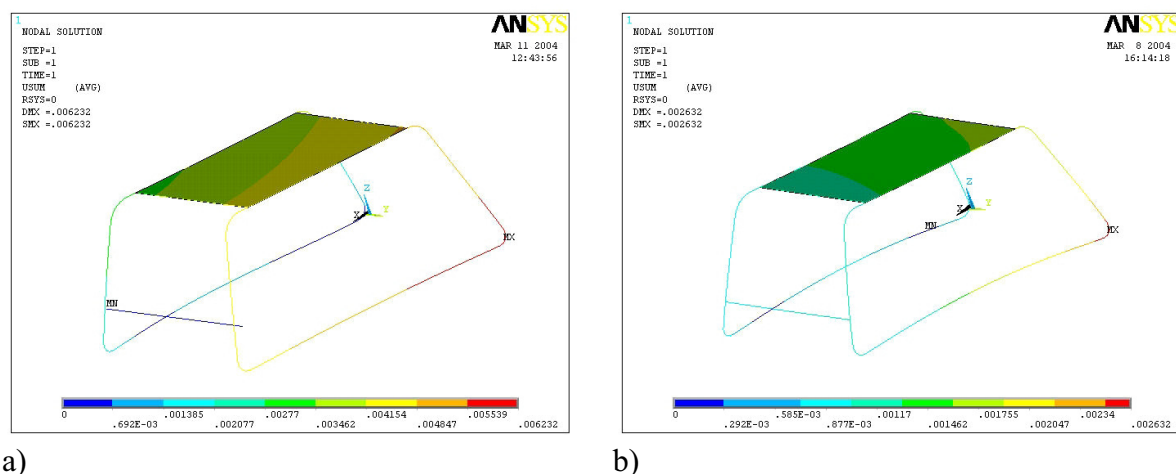 1
ANSYS
NODAL SOLUTION
MAR 11 2004
12:43:56
STEP=1
SUB =1
TIME=1
USUM (AVG)
RSYS=0
DMX =.006232
SMX =.006232
Z
X Y
MX
MN
0 .001385 .00277 .004154 .005539
.692E-03 .002077 .003462 .004847 .006232
a)
1
ANSYS
NODAL SOLUTION
MAR 8 2004
16:14:18
STEP=1
SUB =1
TIME=1
USUM (AVG)
RSYS=0
DMX =.002632
SMX =.002632
Z
X Y
MN
MX
0 .585E-03 .00117 .001755 .00234
.292E-03 .877E-03 .001462 .002047 .002632
b)